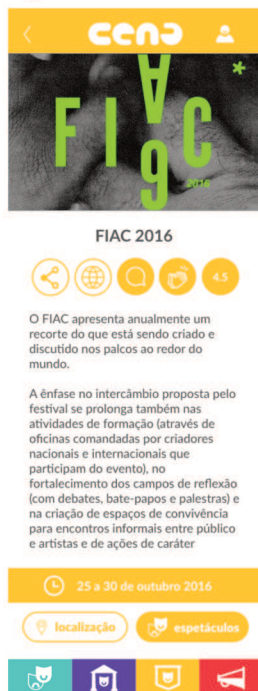 cena
FIAC
2016
FIAC 2016
4.5
O FIAC apresenta anualmente um
recorte do que está sendo criado e
discutido nos palcos ao redor do
mundo.
A ênfase no intercâmbio proposta pelo
festival se prolonga também nas
atividades de formação (através de
oficinas comandadas por criadores
nacionais e internacionais que
participam do evento), no
fortalecimento dos campos de reflexão
(com debates, bate-papos e palestras) e
na criação de espaços de convivência
para encontros informais entre público
e artistas e de ações de caráter
25 a 30 de outubro 2016
localização
espetáculos